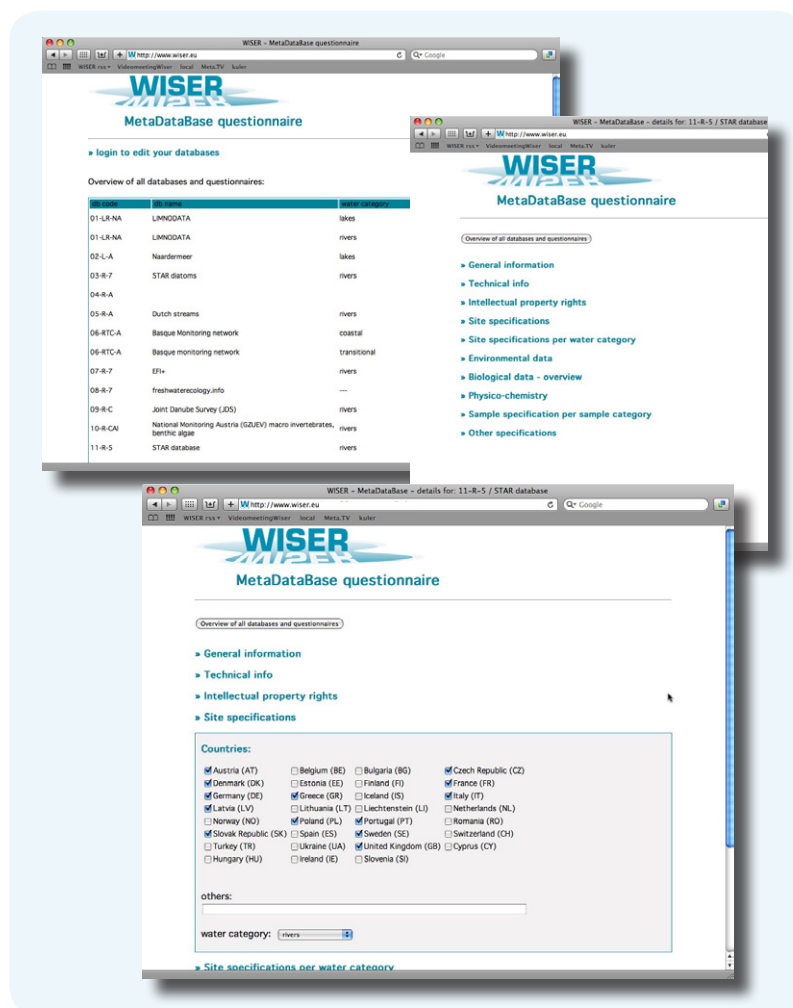 WISER – MetaDataBase questionnaire
W http://www.wiser.eu
Google
WISER rss VideomeetingWiser local Meta.TV kuler
WISER
MetaDataBase questionnaire
» login to edit your databases
Overview of all databases and questionnaires:
db code db name water category
01-LR-NA LIMNODATA lakes
01-LR-NA LIMNODATA rivers
02-L-A Naardermeer lakes
03-R-7 STAR diatoms rivers
04-R-A
05-R-A Dutch streams rivers
06-RTC-A Basque Monitoring network coastal
06-RTC-A Basque monitoring network transitional
07-R-7 EFI+ rivers
08-R-7 freshwaterecology.info ---
09-R-C Joint Danube Survey (JDS) rivers
10-R-CAI National Monitoring Austria (GZUEV) macro invertebrates, benthic algae rivers
11-R-5 STAR database rivers
WISER – MetaDataBase – details for: 11-R-5 / STAR database
W http://www.wiser.eu
WISER rss VideomeetingWiser local Meta.TV kuler
WISER
MetaDataBase questionnaire
Overview of all databases and questionnaires
» General information
» Technical info
» Intellectual property rights
» Site specifications
» Site specifications per water category
» Environmental data
» Biological data - overview
» Physico-chemistry
» Sample specification per sample category
» Other specifications
WISER – MetaDataBase – details for: 11-R-5 / STAR database
W http://www.wiser.eu
Google
WISER rss VideomeetingWiser local Meta.TV kuler
WISER
MetaDataBase questionnaire
Overview of all databases and questionnaires
» General information
» Technical info
» Intellectual property rights
» Site specifications
Countries:
Austria (AT) Belgium (BE) Bulgaria (BG) Czech Republic (CZ)
Denmark (DK) Estonia (EE) Finland (FI) France (FR)
Germany (DE) Greece (GR) Iceland (IS) Italy (IT)
Latvia (LV) Lithuania (LT) Liechtenstein (LI) Netherlands (NL)
Norway (NO) Poland (PL) Portugal (PT) Romania (RO)
Slovak Republic (SK) Spain (ES) Sweden (SE) Switzerland (CH)
Turkey (TR) Ukraine (UA) United Kingdom (GB) Cyprus (CY)
Hungary (HU) Ireland (IE) Slovenia (SI)
others:
water category: rivers
» Site specifications per water category